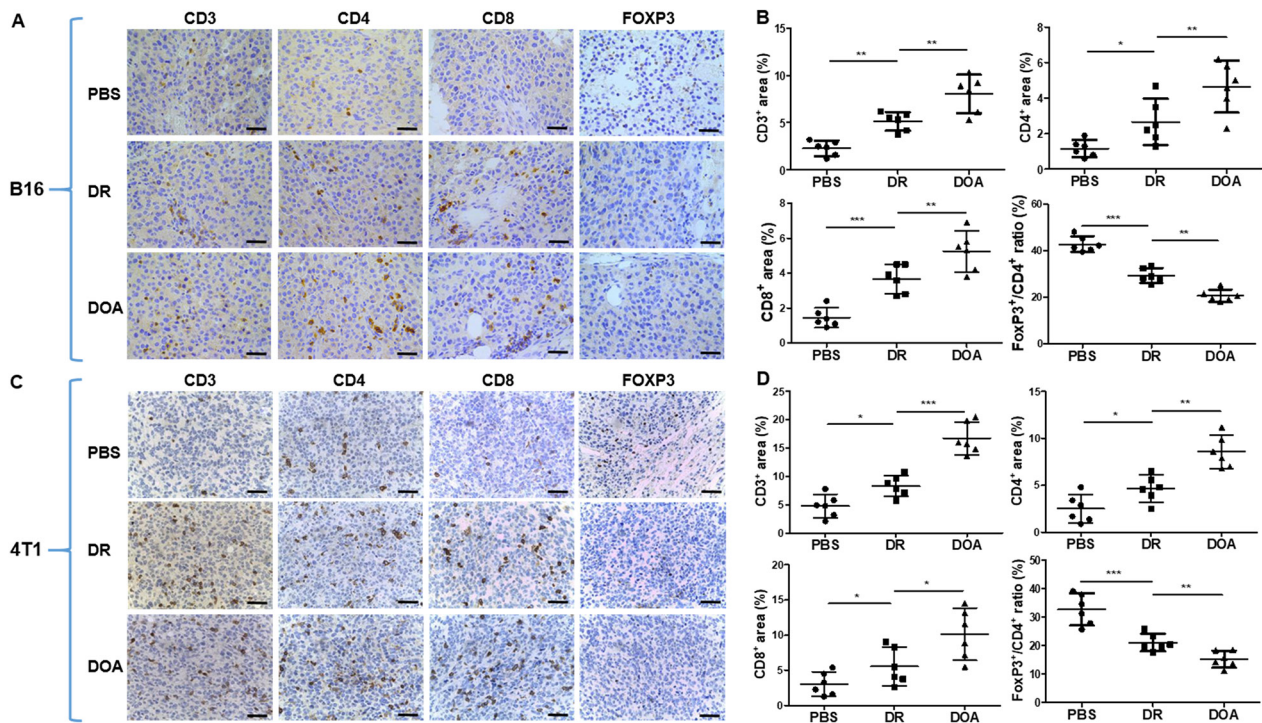 A
CD3 CD4 CD8 FOXP3
B16
PBS
DR
DOA
B
CD3⁺ area (%)
15
10
5
0
** **
PBS DR DOA
CD4⁺ area (%)
8
6
4
2
0
* **
PBS DR DOA
CD8⁺ area (%)
8
6
4
2
0
*** **
PBS DR DOA
FoxP3⁺/CD4⁺ ratio (%)
60
40
20
0
*** **
PBS DR DOA
C
CD3 CD4 CD8 FOXP3
4T1
PBS
DR
DOA
D
CD3⁺ area (%)
25
20
15
10
5
0
* ***
PBS DR DOA
CD4⁺ area (%)
15
10
5
0
* **
PBS DR DOA
CD8⁺ area (%)
20
15
10
5
0
* *
PBS DR DOA
FoxP3⁺/CD4⁺ ratio (%)
50
40
30
20
10
0
*** **
PBS DR DOA